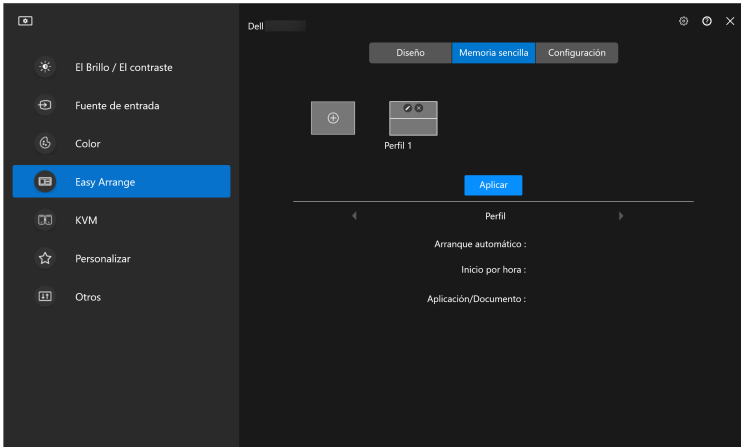 Dell
Diseño
Memoria sencilla
Configuración
El Brillo / El contraste
Fuente de entrada
Color
Easy Arrange
KVM
Personalizar
Otros
Perfil 1
Aplicar
Perfil
Arranque automático :
Inicio por hora :
Aplicación/Documento :